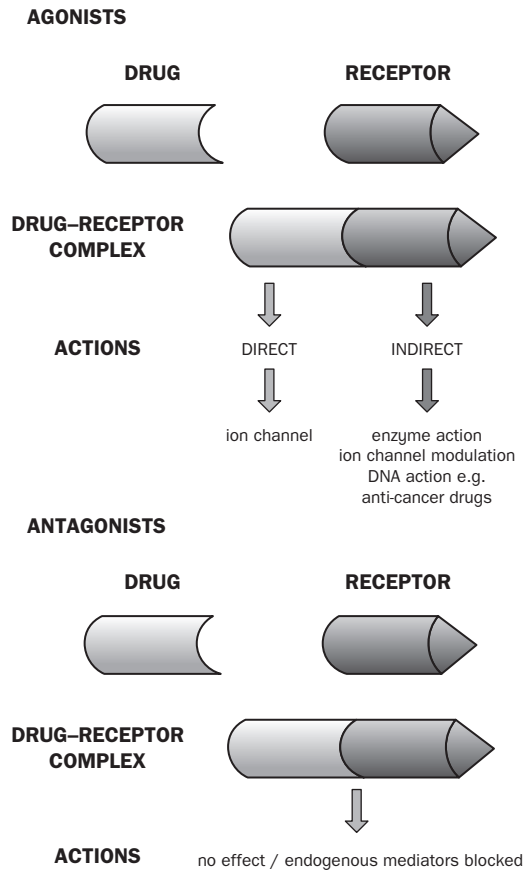 AGONISTS
DRUG RECEPTOR
DRUG–RECEPTOR
COMPLEX
ACTIONS DIRECT INDIRECT
ion channel enzyme action
ion channel modulation
DNA action e.g.
anti-cancer drugs
ANTAGONISTS
DRUG RECEPTOR
DRUG–RECEPTOR
COMPLEX
ACTIONS no effect / endogenous mediators blocked